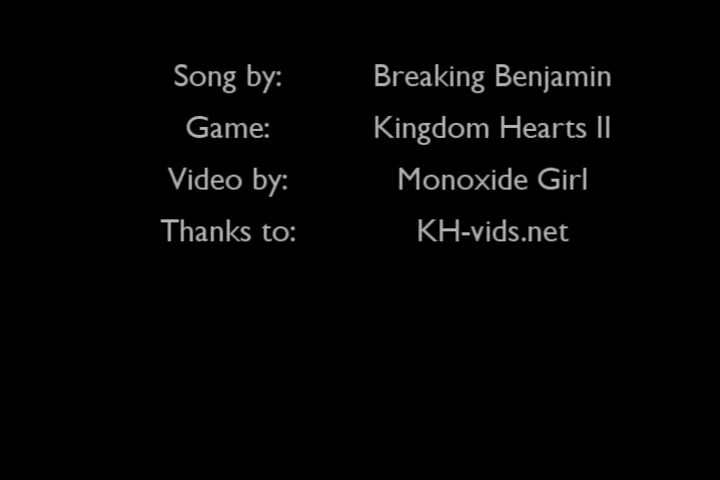 Song by: Breaking Benjamin
Game: Kingdom Hearts II
Video by: Monoxide Girl
Thanks to: KH-vids.net